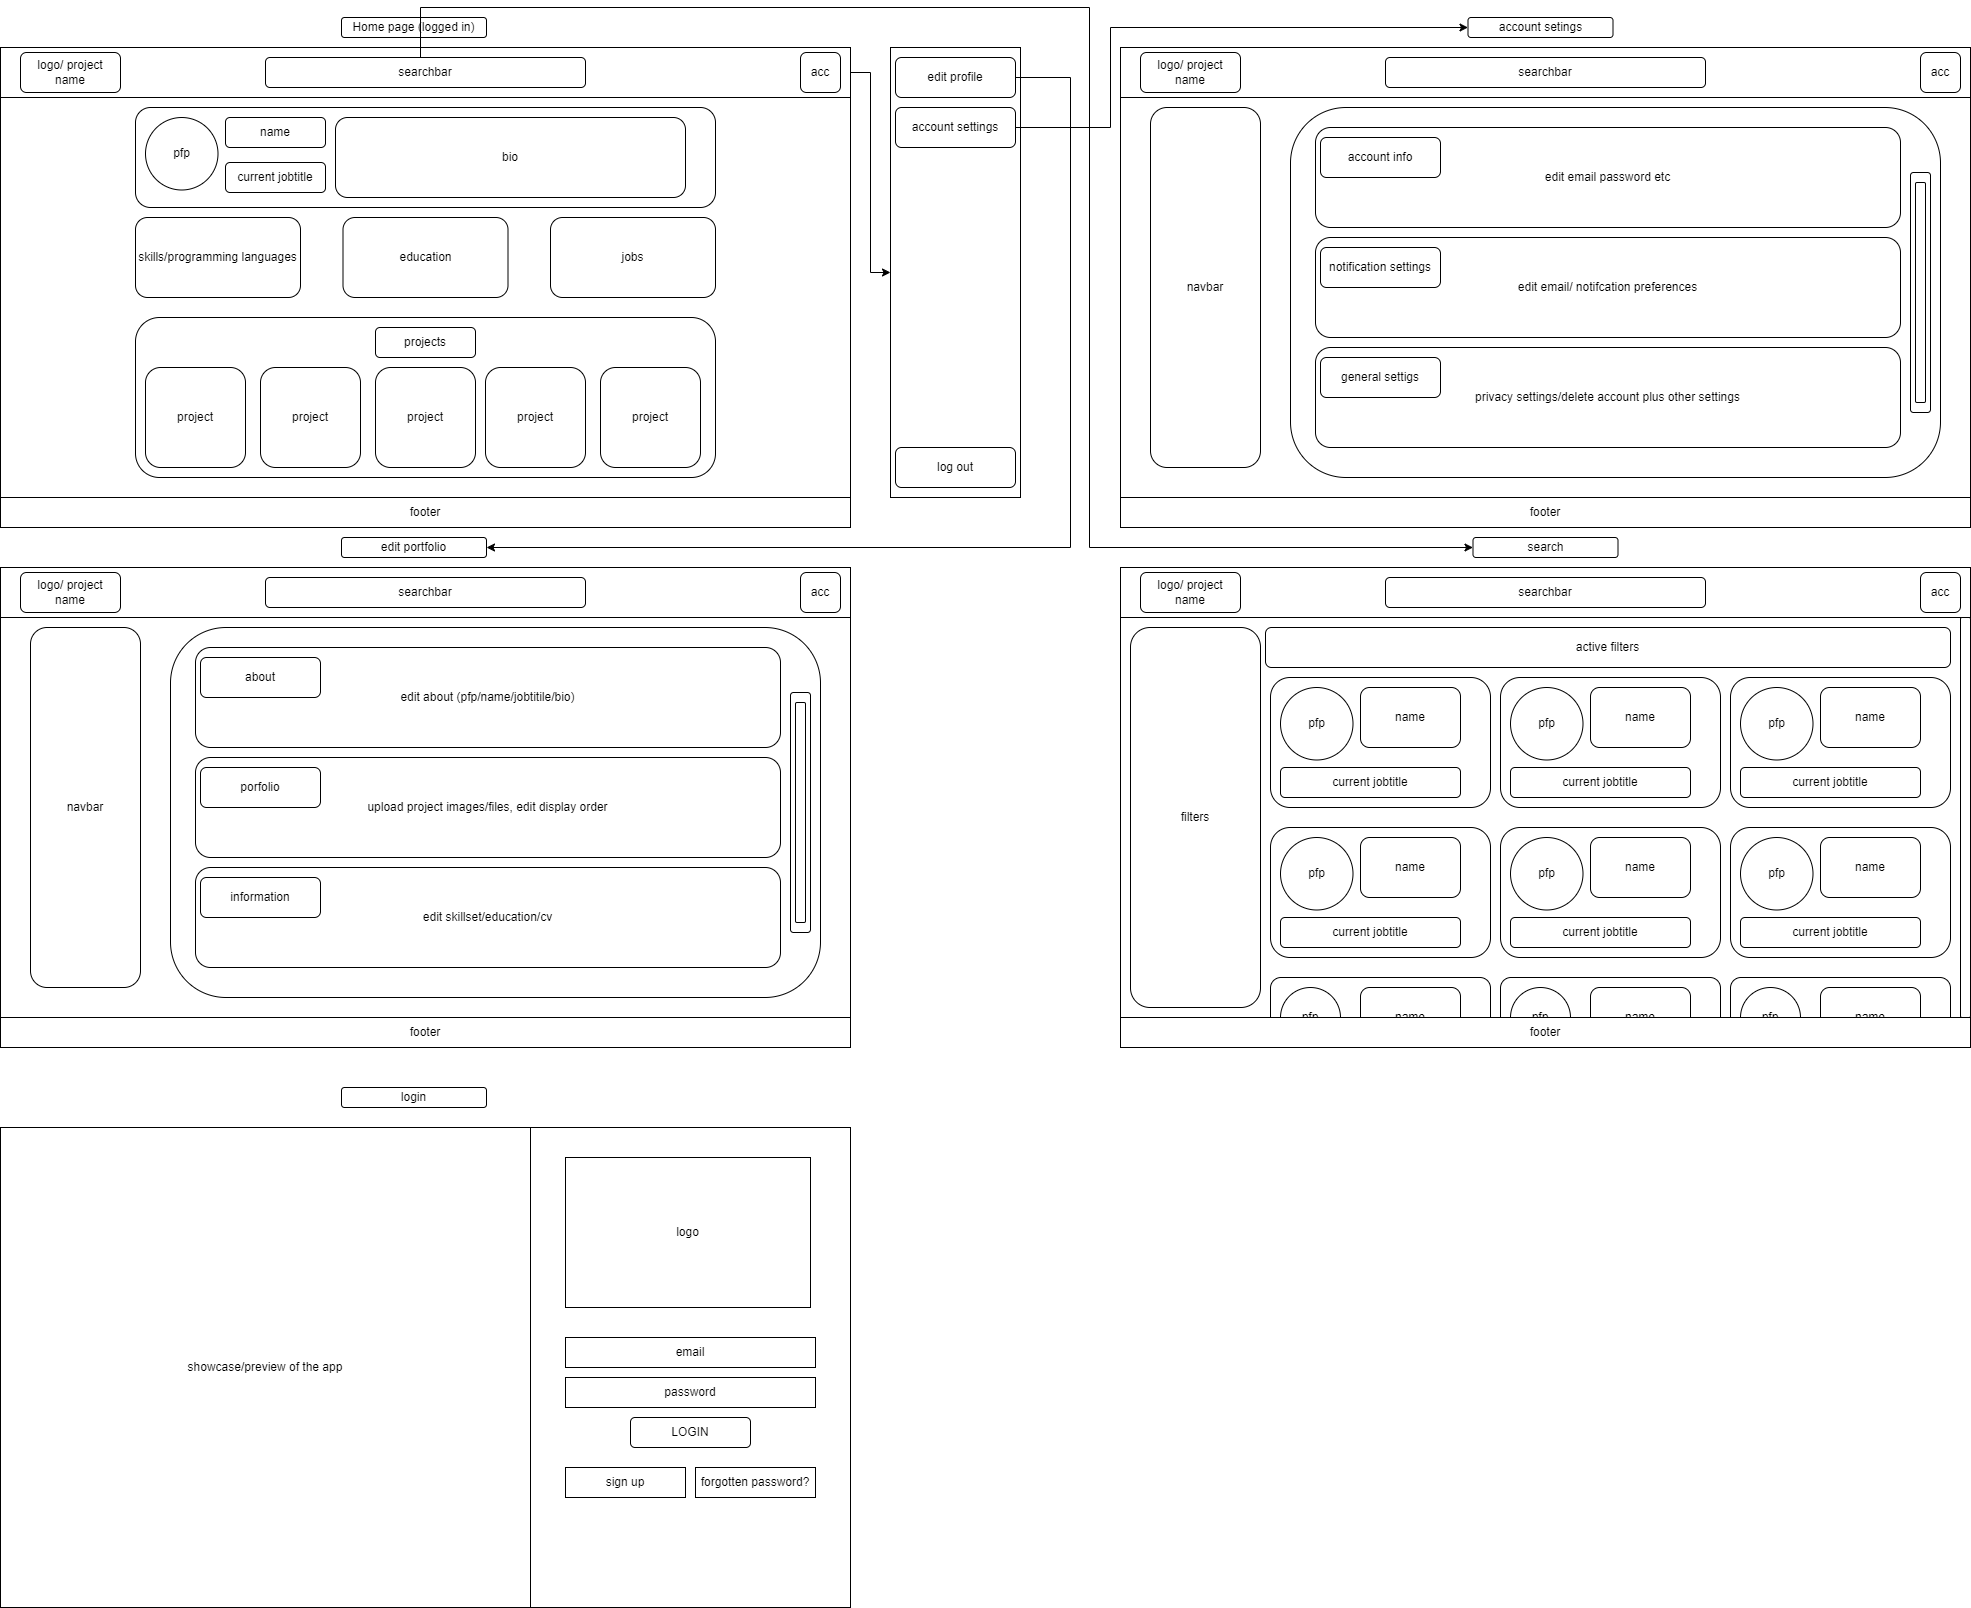 Home page (logged in)
logo/ project
name
searchbar
acc
pfp
name
current jobtitle
bio
skills/programming languages
education
jobs
projects
project
project
project
project
project
footer
edit profile
account settings
log out
account setings
logo/ project
name
searchbar
acc
navbar
account info
edit email password etc
notification settings
edit email/ notifcation preferences
general settigs
privacy settings/delete account plus other settings
footer
edit portfolio
logo/ project
name
searchbar
acc
navbar
about
edit about (pfp/name/jobtitile/bio)
porfolio
upload project images/files, edit display order
information
edit skillset/education/cv
footer
search
logo/ project
name
searchbar
acc
filters
active filters
pfp
name
current jobtitle
pfp
name
current jobtitle
pfp
name
current jobtitle
pfp
name
current jobtitle
pfp
name
current jobtitle
pfp
name
current jobtitle
pfp
name
pfp
name
pfp
name
footer
login
showcase/preview of the app
logo
email
password
LOGIN
sign up
forgotten password?